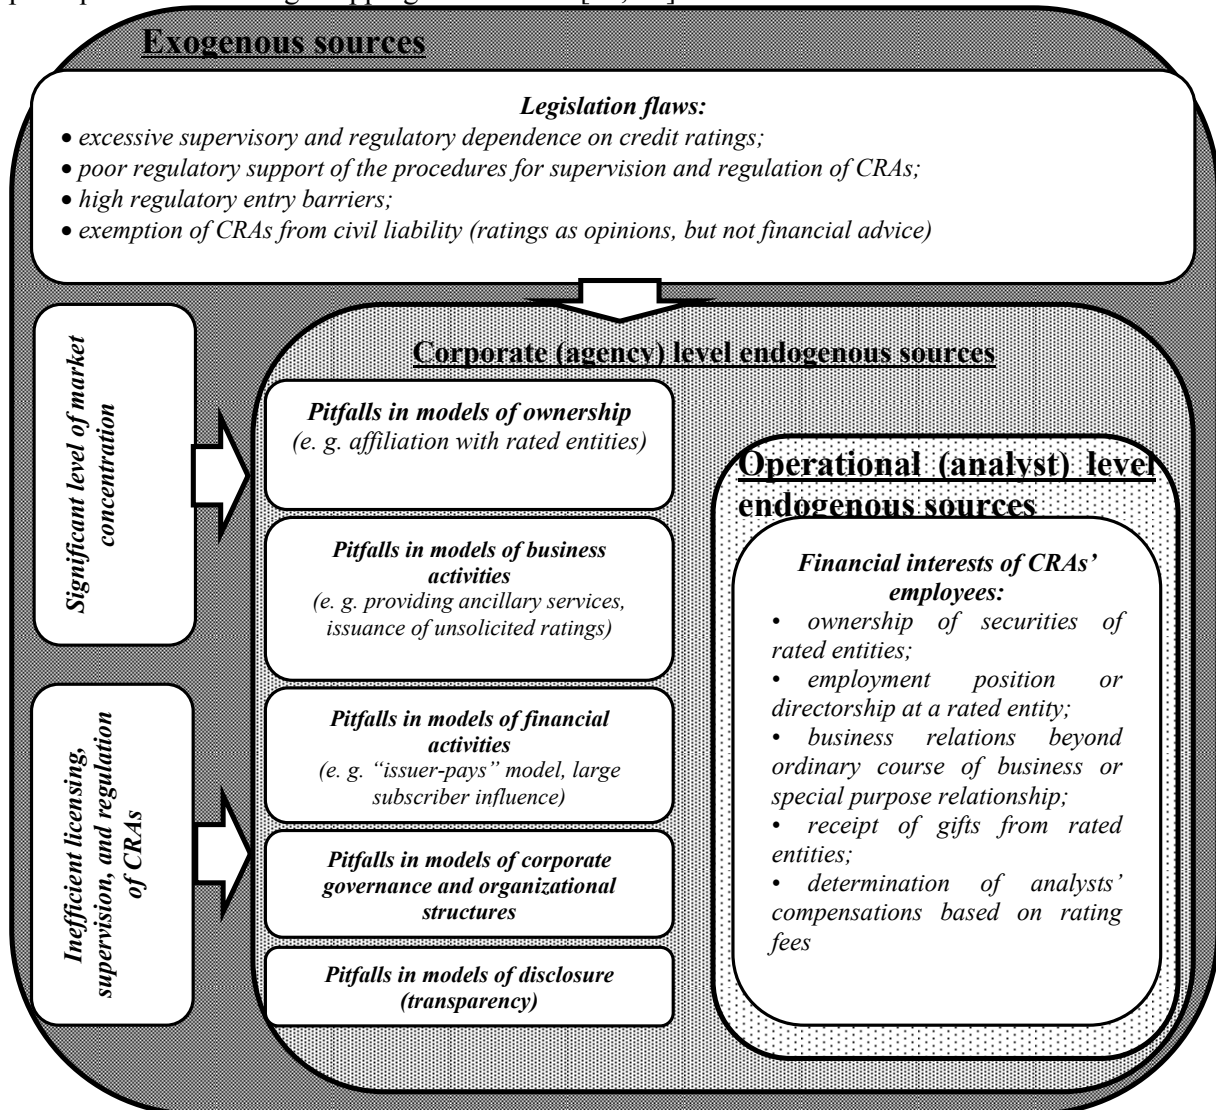 Exogenous sources
Legislation flaws:
• excessive supervisory and regulatory dependence on credit ratings;
• poor regulatory support of the procedures for supervision and regulation of CRAs;
• high regulatory entry barriers;
• exemption of CRAs from civil liability (ratings as opinions, but not financial advice)
Significant level of market
concentration
Inefficient licensing,
supervision, and regulation
of CRAs
Corporate (agency) level endogenous sources
Pitfalls in models of ownership
(e. g. affiliation with rated entities)
Pitfalls in models of business
activities
(e. g. providing ancillary services,
issuance of unsolicited ratings)
Pitfalls in models of financial
activities
(e. g. “issuer-pays” model, large
subscriber influence)
Pitfalls in models of corporate
governance and organizational
structures
Pitfalls in models of disclosure
(transparency)
Operational (analyst) level
endogenous sources
Financial interests of CRAs’
employees:
• ownership of securities of
rated entities;
• employment position or
directorship at a rated entity;
• business relations beyond
ordinary course of business or
special purpose relationship;
• receipt of gifts from rated
entities;
• determination of analysts’
compensations based on rating
fees